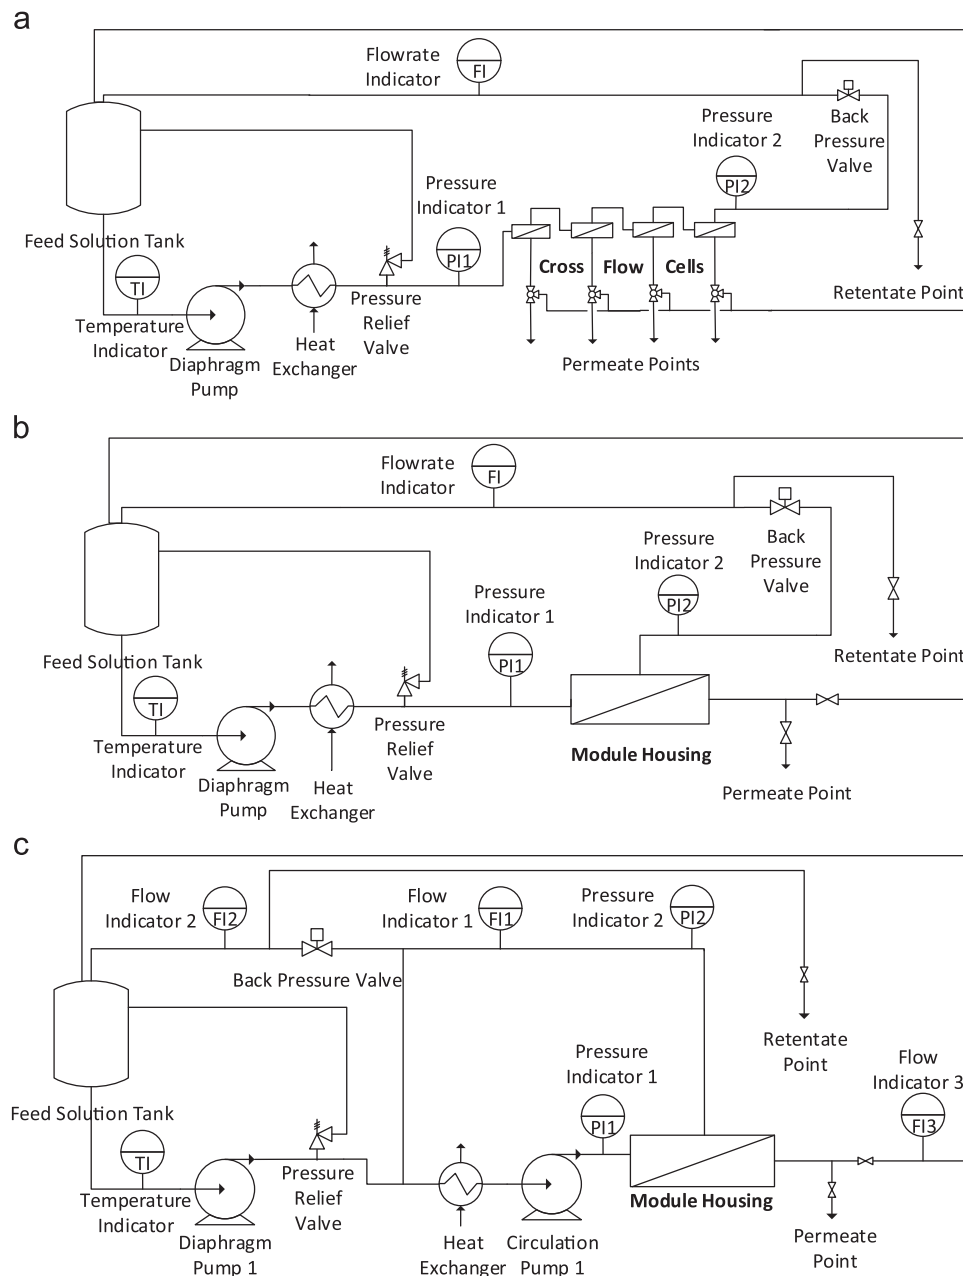 a
Flowrate
Indicator
FI
Pressure
Indicator 2
PI2
Back
Pressure
Valve
Pressure
Indicator 1
PI1
Feed Solution Tank
TI
Temperature
Indicator
Diaphragm
Pump
Heat
Exchanger
Pressure
Relief
Valve
Cross Flow Cells
Retentate Point
Permeate Points
b
Flowrate
Indicator
FI
Pressure
Indicator 2
PI2
Back
Pressure
Valve
Pressure
Indicator 1
PI1
Retentate Point
Feed Solution Tank
TI
Temperature
Indicator
Diaphragm
Pump
Heat
Exchanger
Pressure
Relief
Valve
Module Housing
Permeate Point
c
Flow
Indicator 2
FI2
Flow
Indicator 1
FI1
Pressure
Indicator 2
PI2
Back Pressure Valve
Retentate
Point
Pressure
Indicator 1
PI1
Flow
Indicator 3
FI3
Feed Solution Tank
TI
Temperature
Indicator
Diaphragm
Pump 1
Pressure
Relief
Valve
Heat
Exchanger
Circulation
Pump 1
Module Housing
Permeate
Point